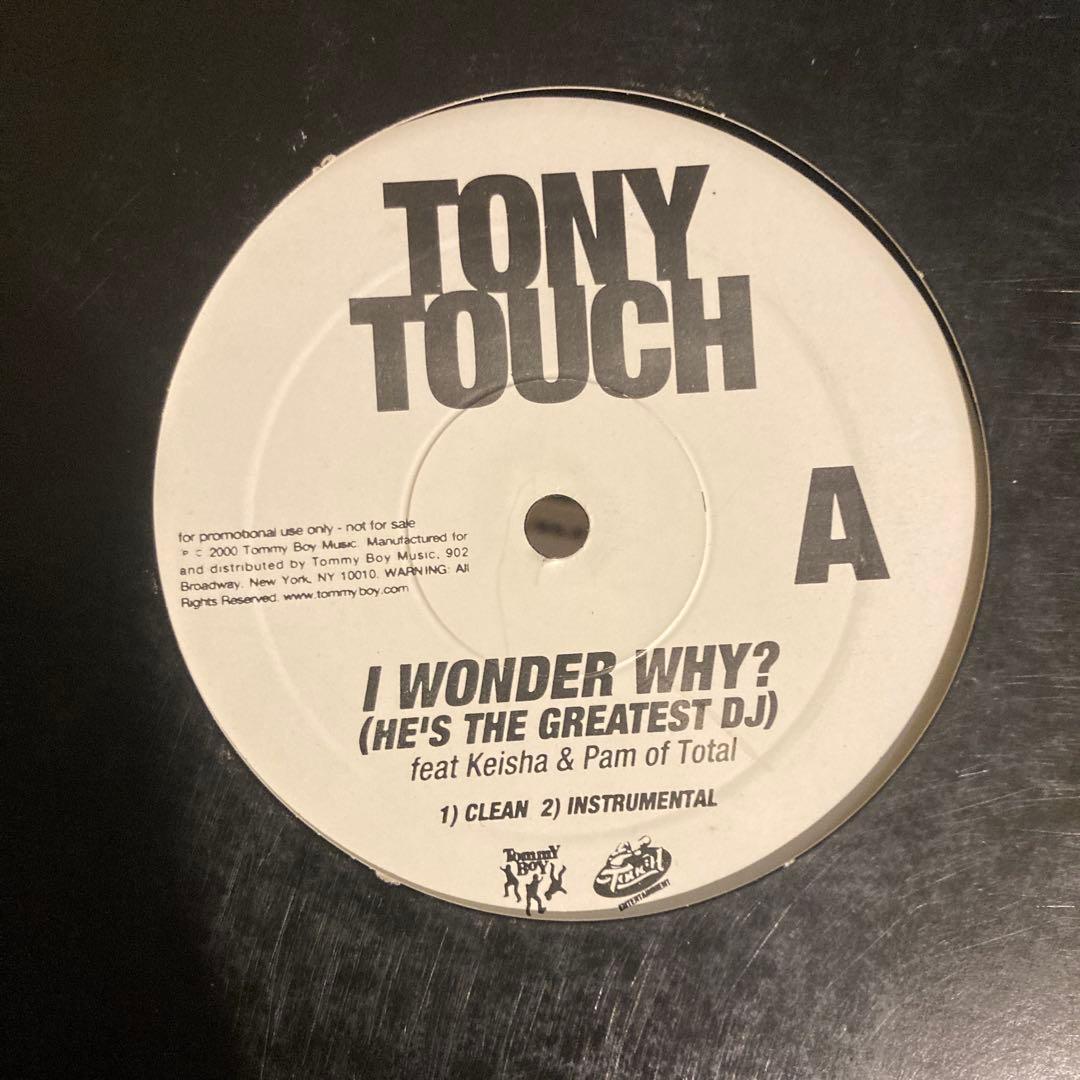 TONY
TOUCH
A
for promotional use only - not for sale
℗ © 2000 Tommy Boy Music. Manufactured for
and distributed by Tommy Boy Music, 902
Broadway, New York, NY 10010. WARNING: All
Rights Reserved. www.tommyboy.com
I WONDER WHY?
(HE'S THE GREATEST DJ)
feat Keisha & Pam of Total
1) CLEAN 2) INSTRUMENTAL
TOMMY
BOY
ENTERTAINMENT